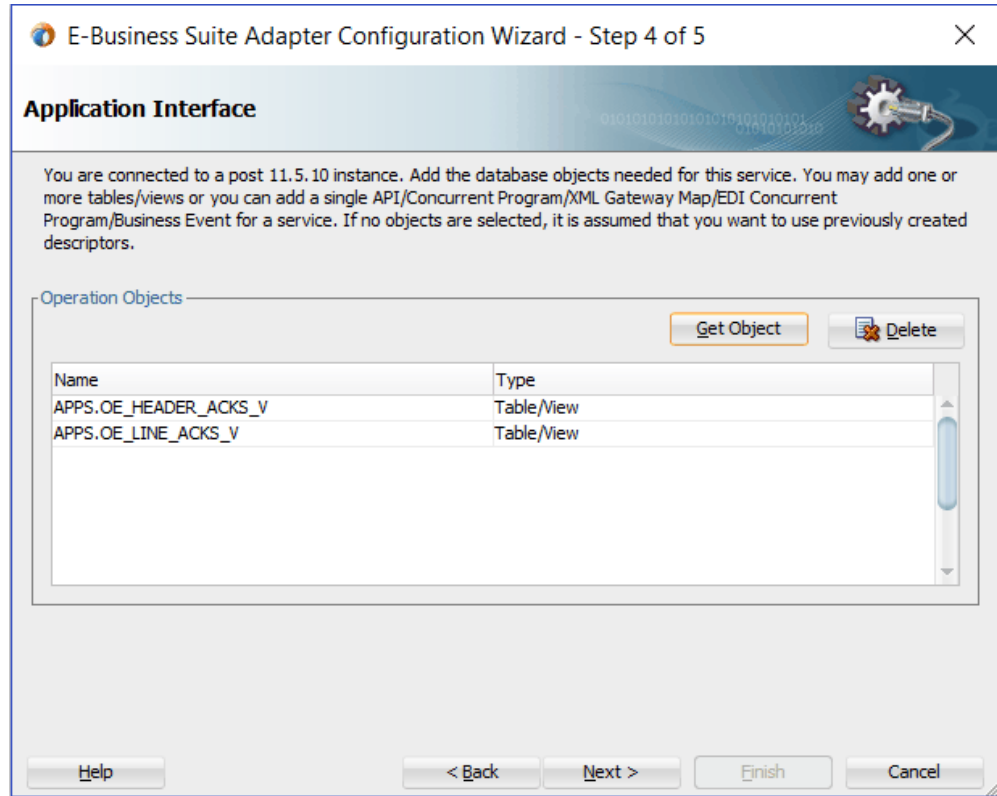 E-Business Suite Adapter Configuration Wizard - Step 4 of 5
Application Interface
You are connected to a post 11.5.10 instance. Add the database objects needed for this service. You may add one or
more tables/views or you can add a single API/Concurrent Program/XML Gateway Map/EDI Concurrent
Program/Business Event for a service. If no objects are selected, it is assumed that you want to use previously created
descriptors.
Operation Objects
Get Object Delete
Name Type
APPS.OE_HEADER_ACKS_V Table/View
APPS.OE_LINE_ACKS_V Table/View
Help < Back Next > Finish Cancel